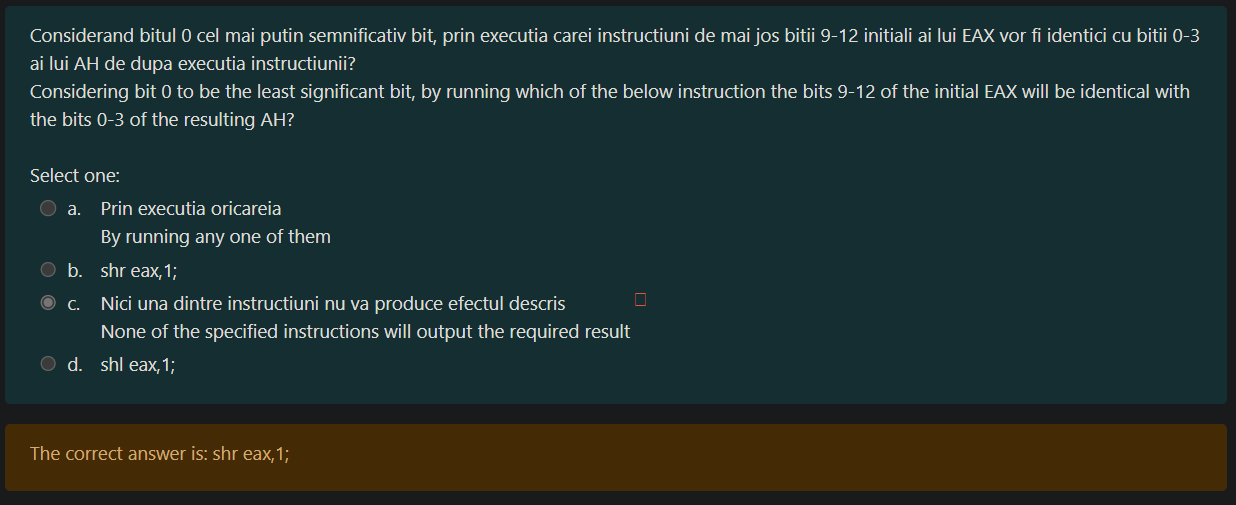 Considerand bitul 0 cel mai putin semnificativ bit, prin executia carei instructiuni de mai jos bitii 9-12 initiali ai lui EAX vor fi identici cu bitii 0-3
ai lui AH de dupa executia instructiunii?
Considering bit 0 to be the least significant bit, by running which of the below instruction the bits 9-12 of the initial EAX will be identical with
the bits 0-3 of the resulting AH?
Select one:
a. Prin executia oricareia
By running any one of them
b. shr eax,1;
c. Nici una dintre instructiuni nu va produce efectul descris
None of the specified instructions will output the required result
d. shl eax,1;
The correct answer is: shr eax,1;